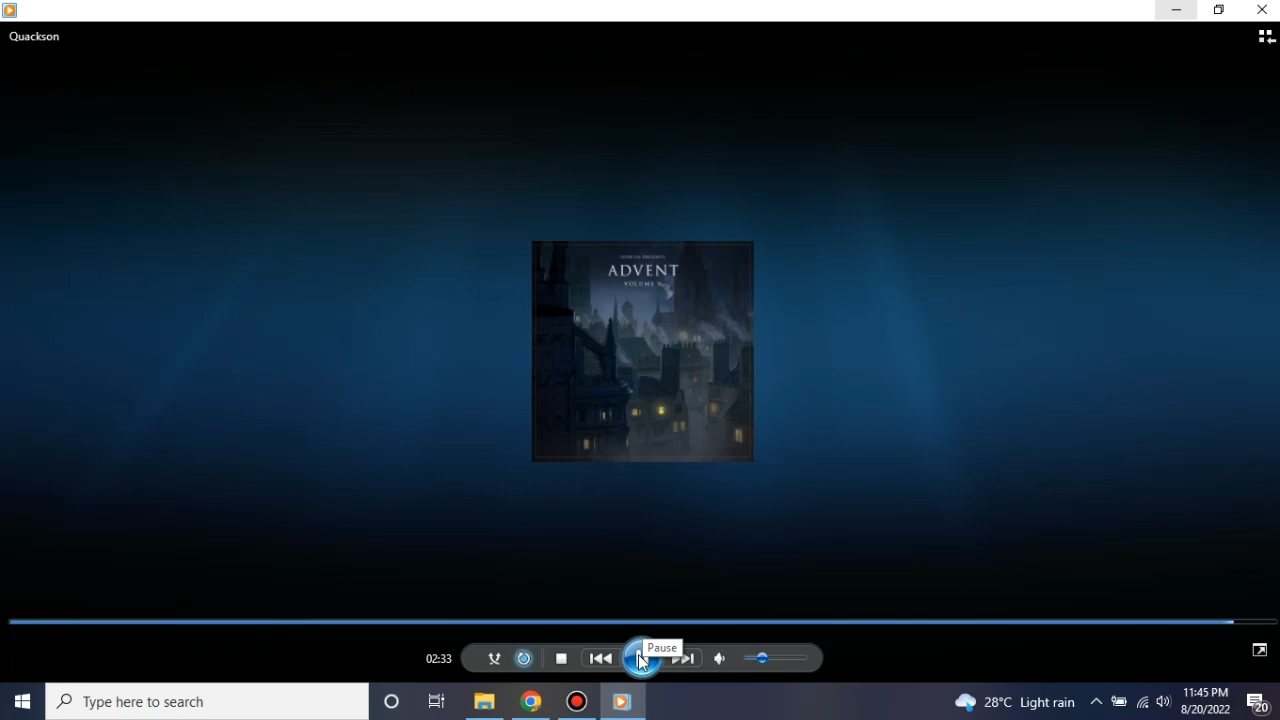 Quackson
ADVENT
02:33
Pause
Type here to search
28°C Light rain
11:45 PM
8/20/2022
20